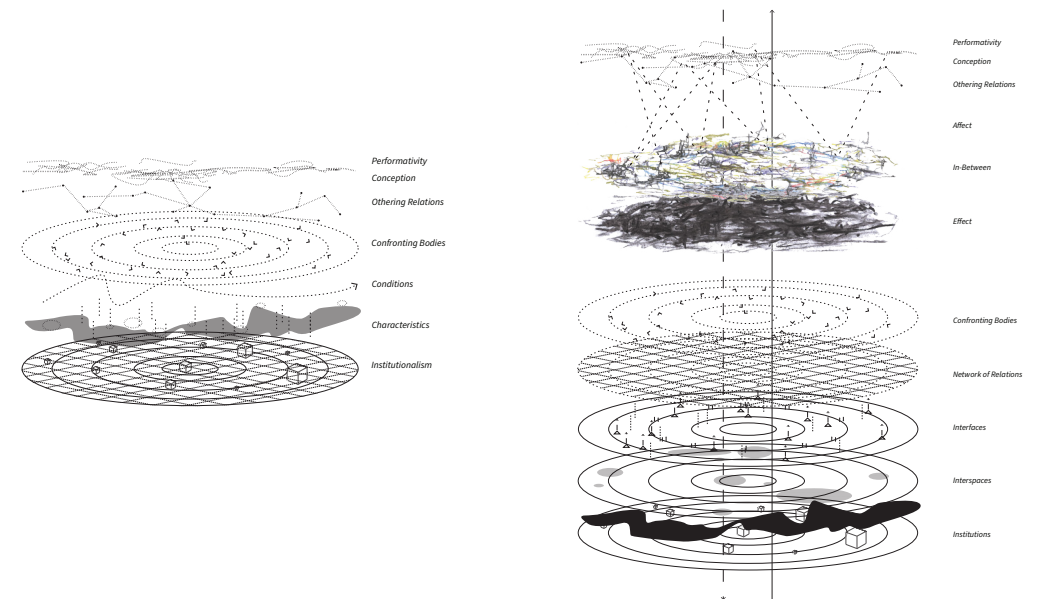 Performativity
Conception
Othering Relations
Confronting Bodies
Conditions
Characteristics
Institutionalism
Performativity
Conception
Othering Relations
Affect
In-Between
Effect
Confronting Bodies
Network of Relations
Interfaces
Interspaces
Institutions